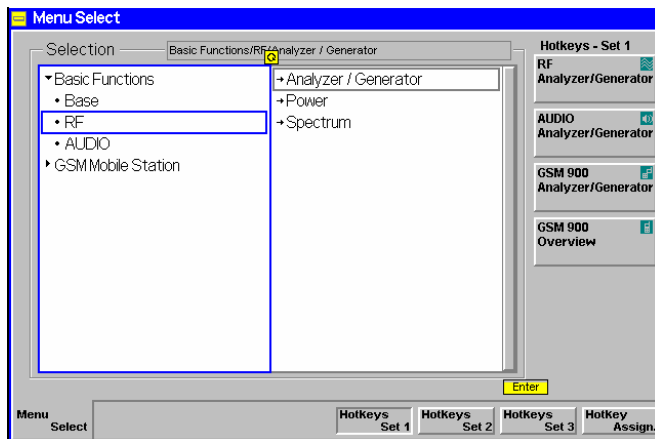 Menu Select
Selection
Basic Functions/RF/Analyzer / Generator
Basic Functions
Base
RF
AUDIO
GSM Mobile Station
Analyzer / Generator
Power
Spectrum
Hotkeys - Set 1
RF
Analyzer/Generator
AUDIO
Analyzer/Generator
GSM 900
Analyzer/Generator
GSM 900
Overview
Enter
Menu
Select
Hotkeys
Set 1
Hotkeys
Set 2
Hotkeys
Set 3
Hotkey
Assign.